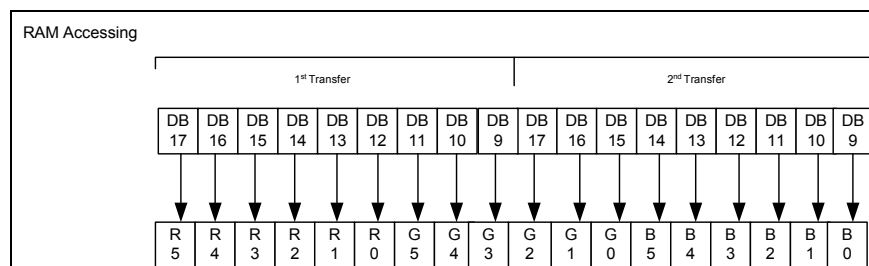 RAM Accessing
1st Transfer 2nd Transfer
DB DB DB DB DB DB DB DB DB DB DB DB DB DB DB DB DB DB
17 16 15 14 13 12 11 10 9 17 16 15 14 13 12 11 10 9
R R R R R R G G G G G G B B B B B B
5 4 3 2 1 0 5 4 3 2 1 0 5 4 3 2 1 0